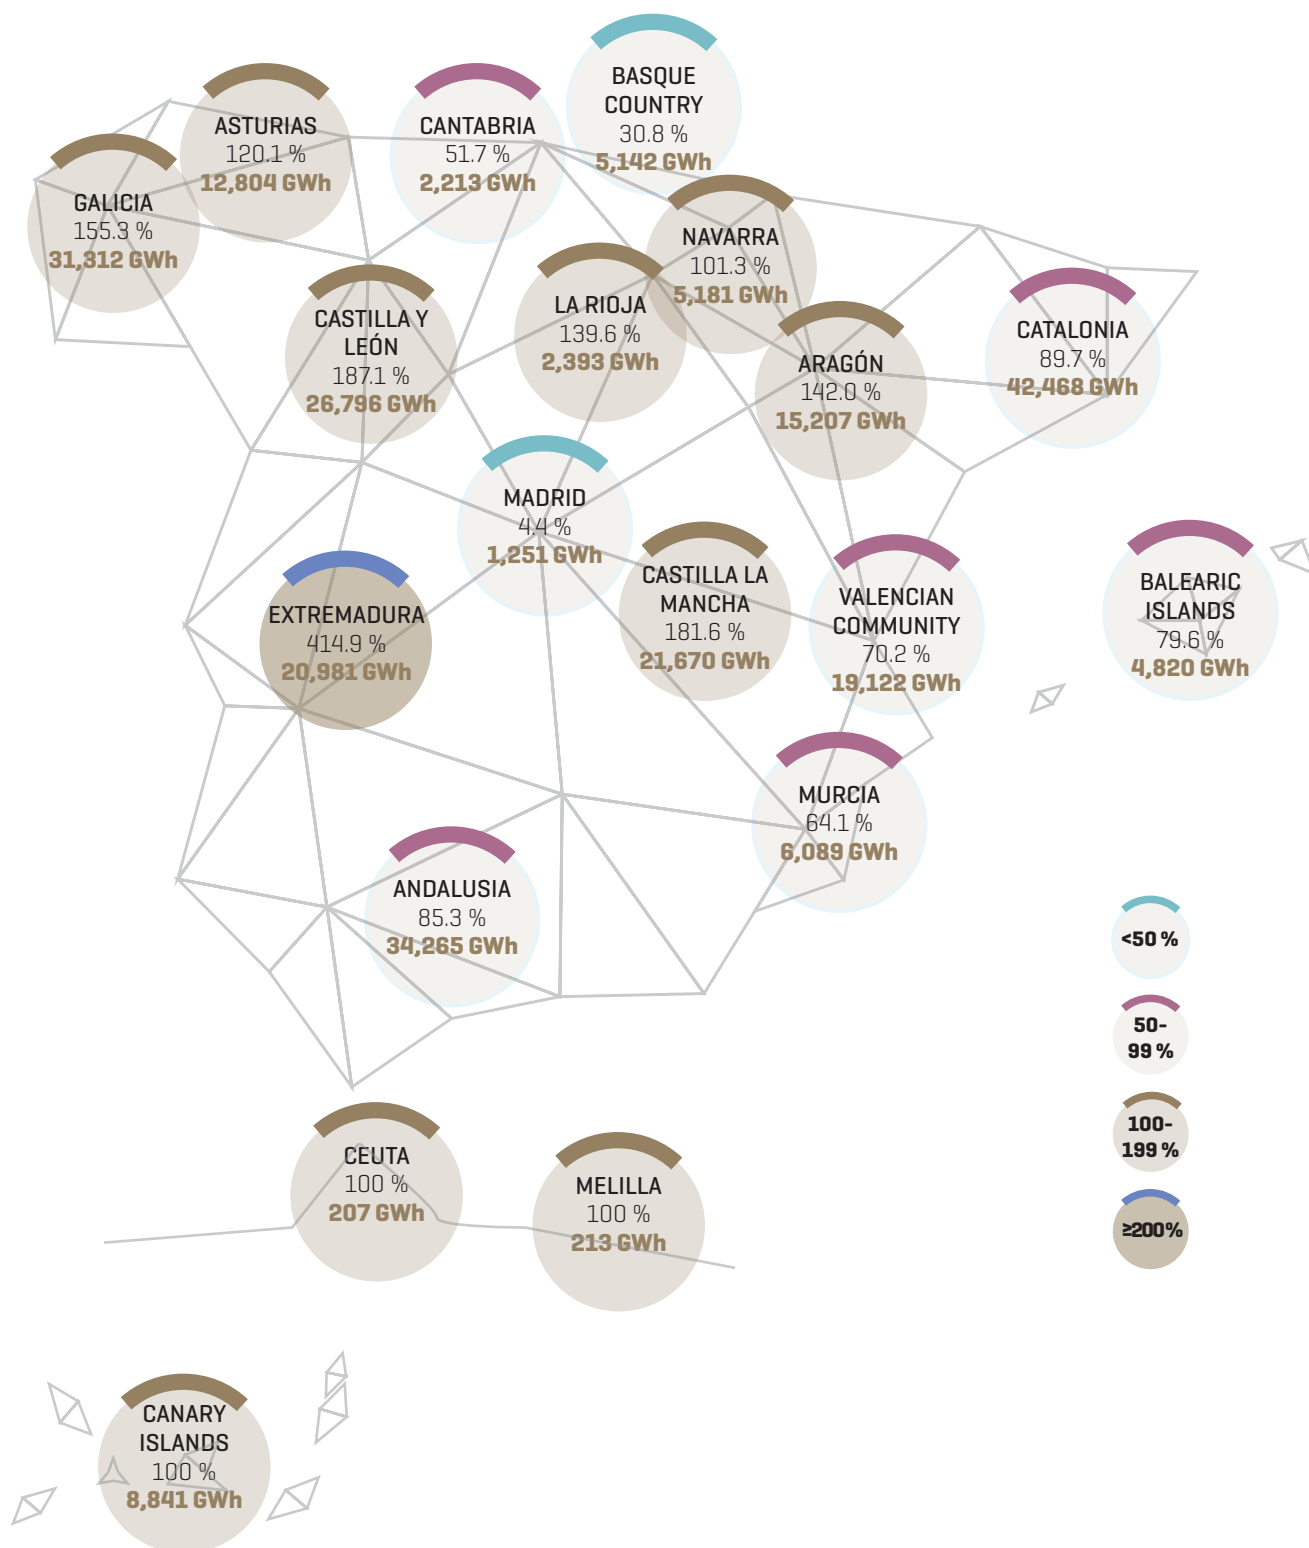 BASQUE
COUNTRY
30.8 %
5,142 GWh
ASTURIAS
120.1 %
12,804 GWh
CANTABRIA
51.7 %
2,213 GWh
GALICIA
155.3 %
31,312 GWh
NAVARRA
101.3 %
5,181 GWh
CASTILLA Y
LEÓN
187.1 %
26,796 GWh
LA RIOJA
139.6 %
2,393 GWh
ARAGÓN
142.0 %
15,207 GWh
CATALONIA
89.7 %
42,468 GWh
MADRID
4.4 %
1,251 GWh
EXTREMADURA
414.9 %
20,981 GWh
CASTILLA LA
MANCHA
181.6 %
21,670 GWh
VALENCIAN
COMMUNITY
70.2 %
19,122 GWh
BALEARIC
ISLANDS
79.6 %
4,820 GWh
MURCIA
64.1 %
6,089 GWh
ANDALUSIA
85.3 %
34,265 GWh
<50 %
50-
99 %
100-
199 %
≥200%
CEUTA
100 %
207 GWh
MELILLA
100 %
213 GWh
CANARY
ISLANDS
100 %
8,841 GWh